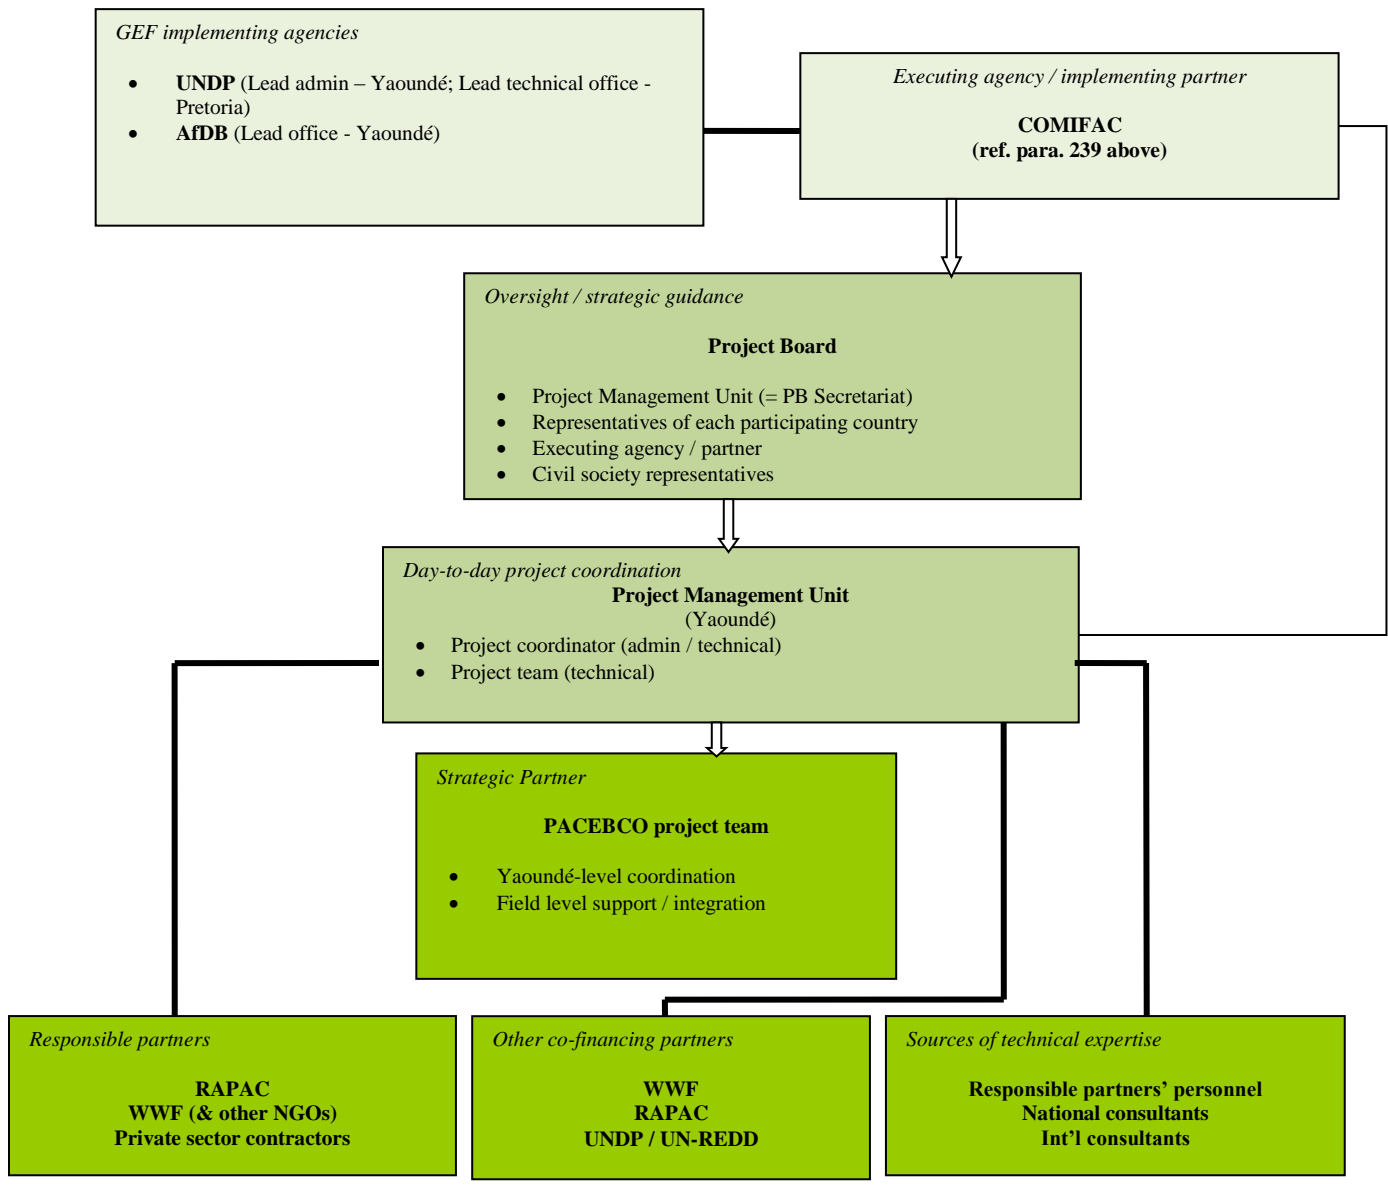 GEF implementing agencies
• UNDP (Lead admin – Yaoundé; Lead technical office -
Pretoria)
• AfDB (Lead office - Yaoundé)
Executing agency / implementing partner
COMIFAC
(ref. para. 239 above)
Oversight / strategic guidance
Project Board
• Project Management Unit (= PB Secretariat)
• Representatives of each participating country
• Executing agency / partner
• Civil society representatives
Day-to-day project coordination
Project Management Unit
(Yaoundé)
• Project coordinator (admin / technical)
• Project team (technical)
Strategic Partner
PACEBCO project team
• Yaoundé-level coordination
• Field level support / integration
Responsible partners
RAPAC
WWF (& other NGOs)
Private sector contractors
Other co-financing partners
WWF
RAPAC
UNDP / UN-REDD
Sources of technical expertise
Responsible partners’ personnel
National consultants
Int’l consultants